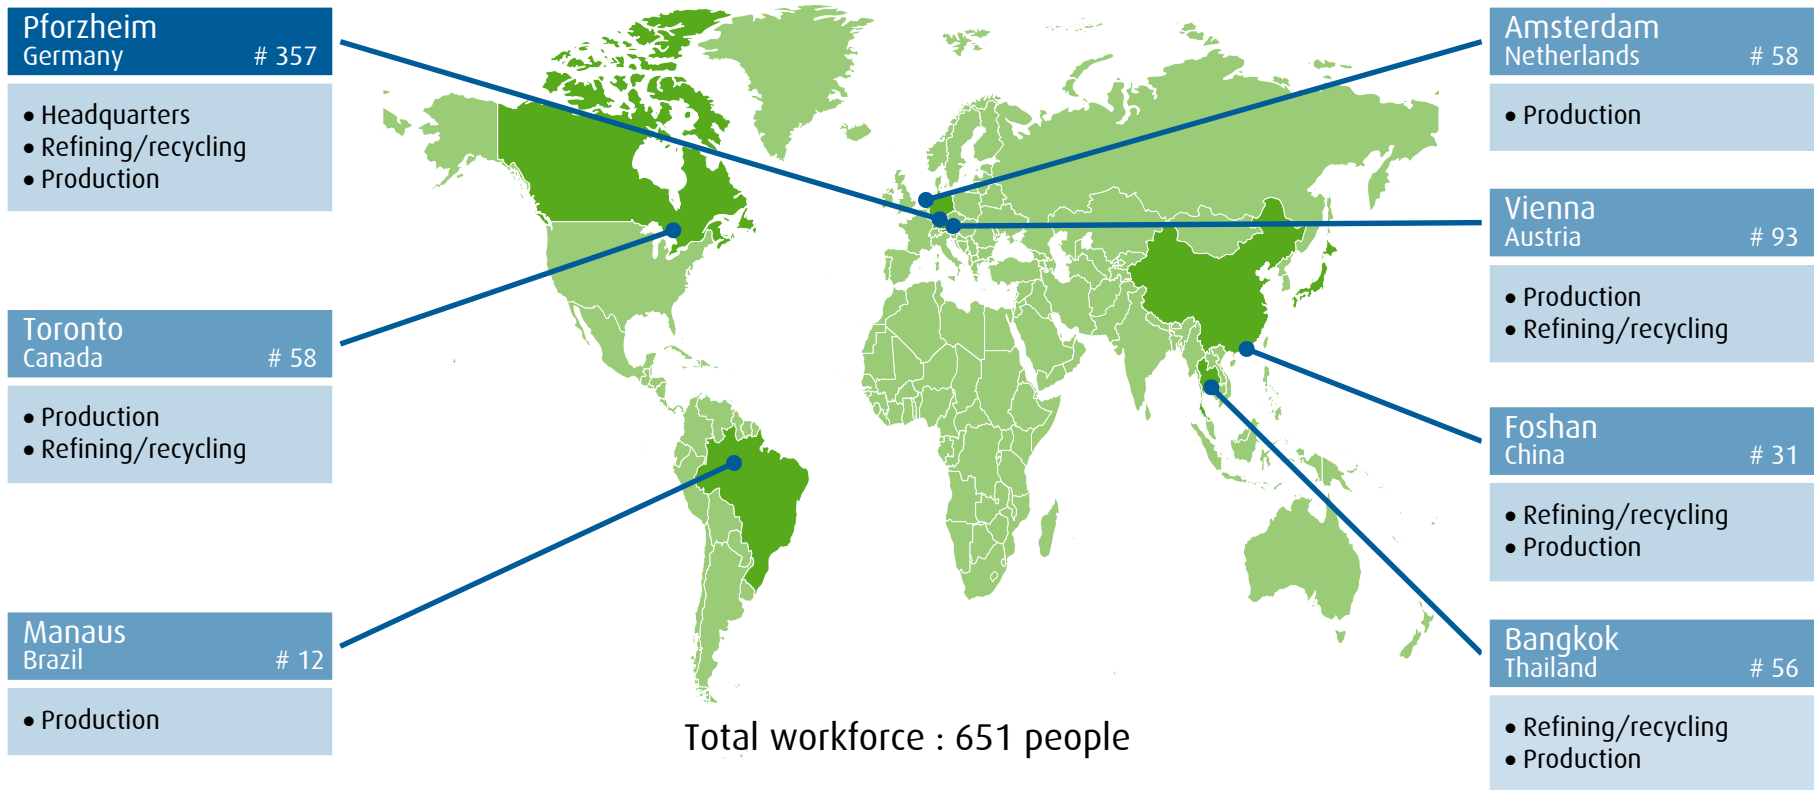 Pforzheim
Germany # 357
• Headquarters
• Refining/recycling
• Production
Toronto
Canada # 58
• Production
• Refining/recycling
Manaus
Brazil # 12
• Production
Amsterdam
Netherlands # 58
• Production
Vienna
Austria # 93
• Production
• Refining/recycling
Foshan
China # 31
• Refining/recycling
• Production
Bangkok
Thailand # 56
• Refining/recycling
• Production
Total workforce : 651 people